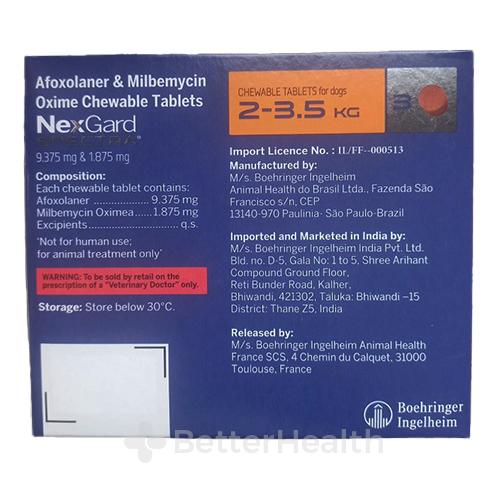 Afoxolaner & Milbemycin
Oxime Chewable Tablets
NexGard
SPECTRA®
9.375 mg & 1.875 mg
Composition:
Each chewable tablet contains:
Afoxolaner .................... 9.375 mg
Milbemycin Oximea......1.875 mg
Excipients........................... q.s.
'Not for human use;
for animal treatment only'
WARNING: To be sold by retail on the
prescription of a "Veterinary Doctor" only.
Storage: Store below 30°C.
CHEWABLE TABLETS for dogs
2-3.5 KG
3
Import Licence No. : IL/FF--000513
Manufactured by:
M/s. Boehringer Ingelheim
Animal Health do Brasil Ltda., Fazenda São
Francisco s/n, CEP
13140-970 Paulinia- São Paulo-Brazil
Imported and Marketed in India by:
M/s. Boehringer Ingelheim India Pvt. Ltd.
Bld. no. D-5, Gala No: 1 to 5, Shree Arihant
Compound Ground Floor,
Reti Bunder Road, Kalher,
Bhiwandi, 421302, Taluka: Bhiwandi –15
District: Thane Z5, India
Released by:
M/s. Boehringer Ingelheim Animal Health
France SCS, 4 Chemin du Calquet, 31000
Toulouse, France
Boehringer
Ingelheim
BetterHealth